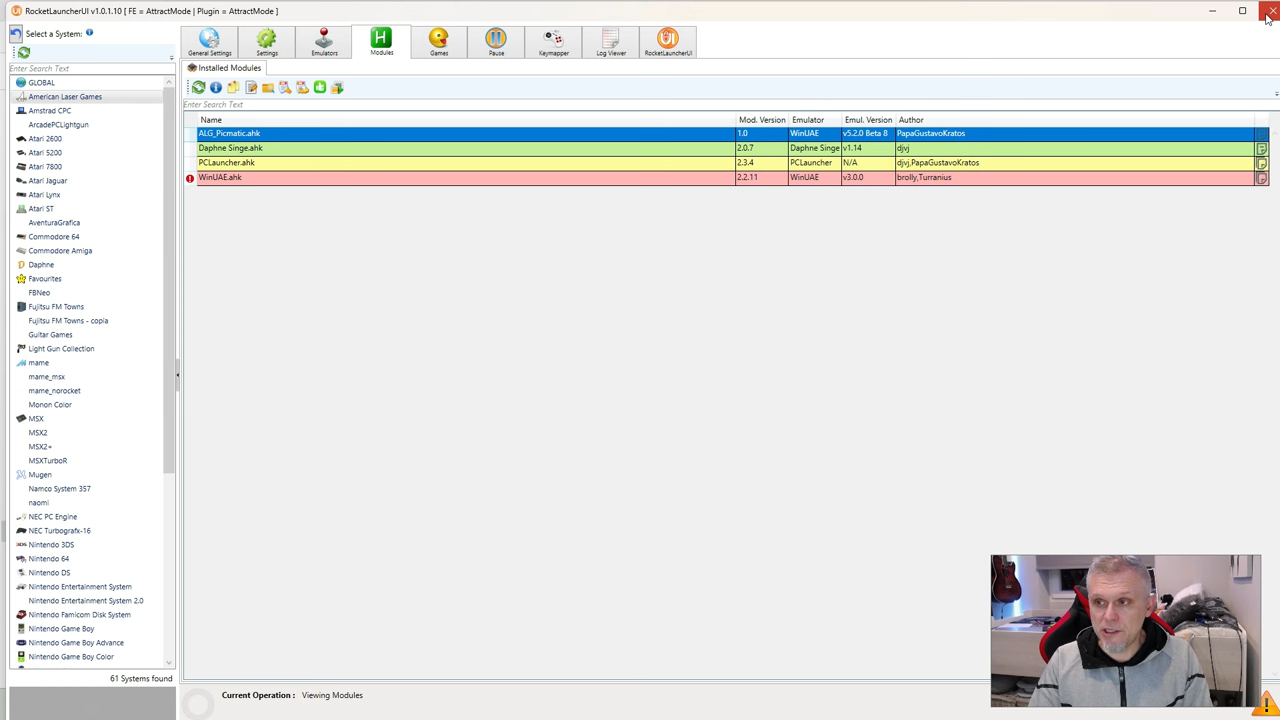 RocketLauncherUI v1.0.1.10 [ FE = AttractMode | Plugin = AttractMode ]
Select a System:
General Settings
Settings
Emulators
Modules
Games
Pause
Keymapper
Log Viewer
RocketLauncherUI
Installed Modules
Enter Search Text
Enter Search Text
Name Mod. Version Emulator Emul. Version Author
ALG_Picmatic.ahk 1.0 WinUAE v5.2.0 Beta 8 PapaGustavoKratos
Daphne Singe.ahk 2.0.7 Daphne Singe v1.14 djvj
PCLauncher.ahk 2.3.4 PCLauncher N/A djvj,PapaGustavoKratos
WinUAE.ahk 2.2.11 WinUAE v3.0.0 brolly,Turranius
GLOBAL
American Laser Games
Amstrad CPC
ArcadePCLightgun
Atari 2600
Atari 5200
Atari 7800
Atari Jaguar
Atari Lynx
Atari ST
AventuraGrafica
Commodore 64
Commodore Amiga
Daphne
Favourites
FBNeo
Fujitsu FM Towns
Fujitsu FM Towns - copia
Guitar Games
Light Gun Collection
mame
mame_msx
mame_norocket
Monon Color
MSX
MSX2
MSX2+
MSXTurboR
Mugen
Namco System 357
naomi
NEC PC Engine
NEC Turbografx-16
Nintendo 3DS
Nintendo 64
Nintendo DS
Nintendo Entertainment System
Nintendo Entertainment System 2.0
Nintendo Famicom Disk System
Nintendo Game Boy
Nintendo Game Boy Advance
Nintendo Game Boy Color
61 Systems found
Current Operation : Viewing Modules